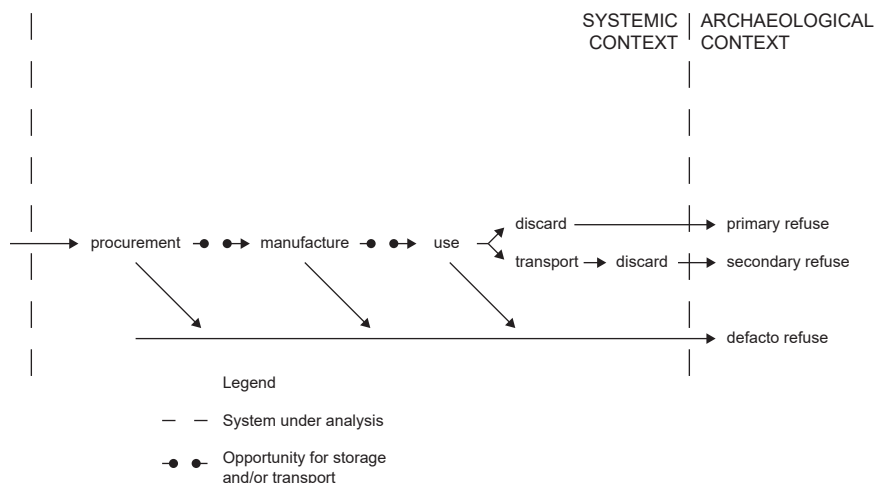 SYSTEMIC CONTEXT
ARCHAEOLOGICAL CONTEXT
procurement
manufacture
use
discard
primary refuse
transport
discard
secondary refuse
defacto refuse
Legend
System under analysis
Opportunity for storage
and/or transport